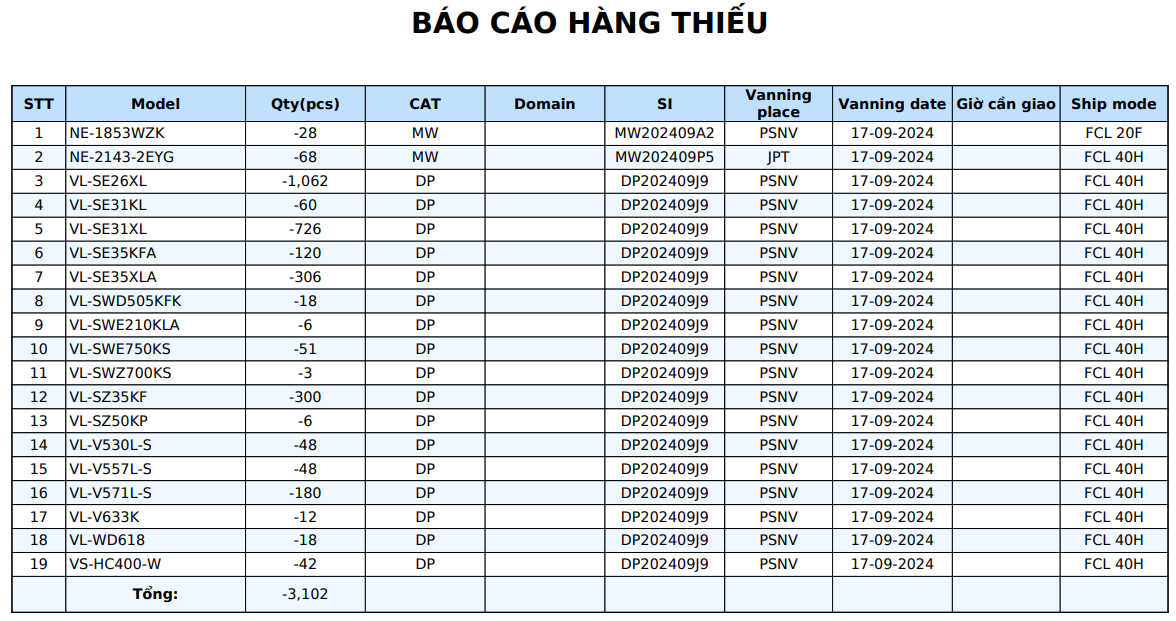 BÁO CÁO HÀNG THIẾU
STT Model Qty(pcs) CAT Domain SI Vanning place Vanning date Giờ cần giao Ship mode
1 NE-1853WZK -28 MW MW202409A2 PSNV 17-09-2024 FCL 20F
2 NE-2143-2EYG -68 MW MW202409P5 JPT 17-09-2024 FCL 40H
3 VL-SE26XL -1,062 DP DP202409J9 PSNV 17-09-2024 FCL 40H
4 VL-SE31KL -60 DP DP202409J9 PSNV 17-09-2024 FCL 40H
5 VL-SE31XL -726 DP DP202409J9 PSNV 17-09-2024 FCL 40H
6 VL-SE35KFA -120 DP DP202409J9 PSNV 17-09-2024 FCL 40H
7 VL-SE35XLA -306 DP DP202409J9 PSNV 17-09-2024 FCL 40H
8 VL-SWD505KFK -18 DP DP202409J9 PSNV 17-09-2024 FCL 40H
9 VL-SWE210KLA -6 DP DP202409J9 PSNV 17-09-2024 FCL 40H
10 VL-SWE750KS -51 DP DP202409J9 PSNV 17-09-2024 FCL 40H
11 VL-SWZ700KS -3 DP DP202409J9 PSNV 17-09-2024 FCL 40H
12 VL-SZ35KF -300 DP DP202409J9 PSNV 17-09-2024 FCL 40H
13 VL-SZ50KP -6 DP DP202409J9 PSNV 17-09-2024 FCL 40H
14 VL-V530L-S -48 DP DP202409J9 PSNV 17-09-2024 FCL 40H
15 VL-V557L-S -48 DP DP202409J9 PSNV 17-09-2024 FCL 40H
16 VL-V571L-S -180 DP DP202409J9 PSNV 17-09-2024 FCL 40H
17 VL-V633K -12 DP DP202409J9 PSNV 17-09-2024 FCL 40H
18 VL-WD618 -18 DP DP202409J9 PSNV 17-09-2024 FCL 40H
19 VS-HC400-W -42 DP DP202409J9 PSNV 17-09-2024 FCL 40H
Tổng: -3,102